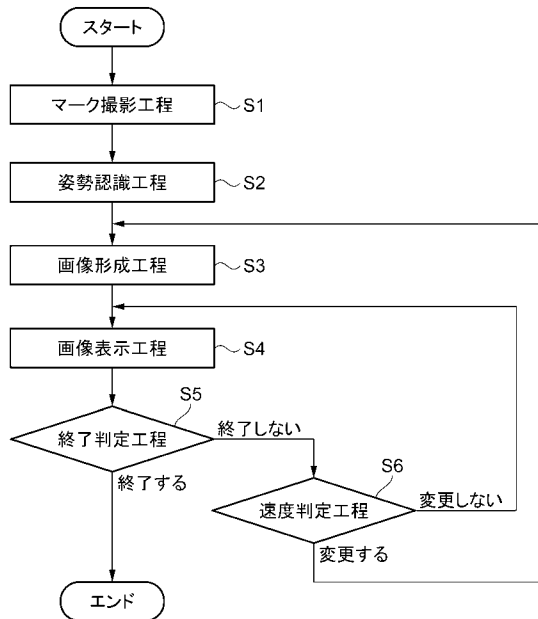 スタート
マーク撮影工程
S1
姿勢認識工程
S2
画像形成工程
S3
画像表示工程
S4
終了判定工程
S5
終了しない
終了する
速度判定工程
S6
変更しない
変更する
エンド